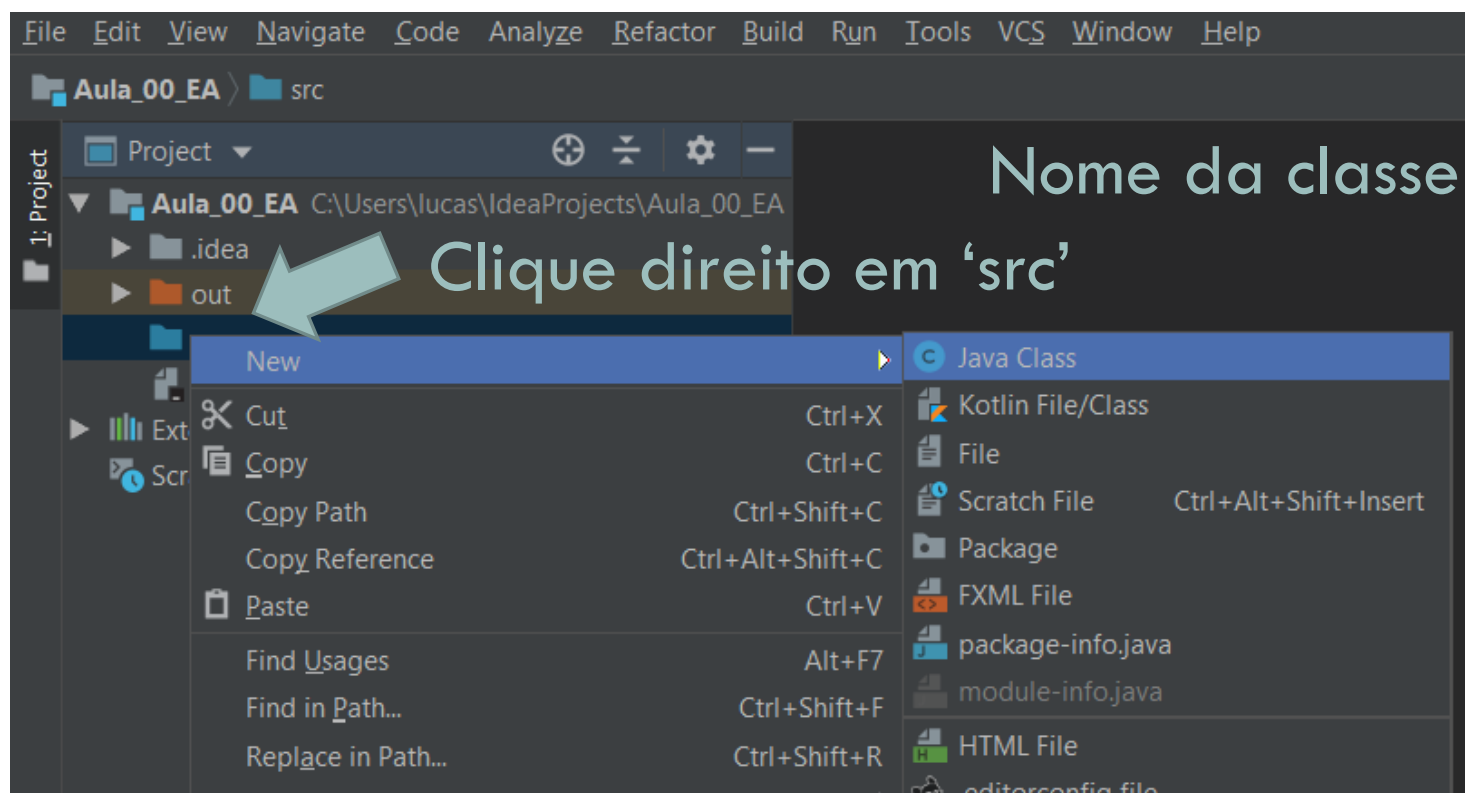 File Edit View Navigate Code Analyze Refactor Build Run Tools VCS Window Help
Aula_00_EA src
1: Project
Project
Nome da classe
Aula_00_EA C:\Users\lucas\IdeaProjects\Aula_00_EA
.idea
Clique direito em ‘src’
out
New
Java Class
Kotlin File/Class
File
Scratch File Ctrl+Alt+Shift+Insert
Package
FXML File
package-info.java
module-info.java
HTML File
.editorconfig file
Ext
Scr
Cut Ctrl+X
Copy Ctrl+C
Copy Path Ctrl+Shift+C
Copy Reference Ctrl+Alt+Shift+C
Paste Ctrl+V
Find Usages Alt+F7
Find in Path... Ctrl+Shift+F
Replace in Path... Ctrl+Shift+R